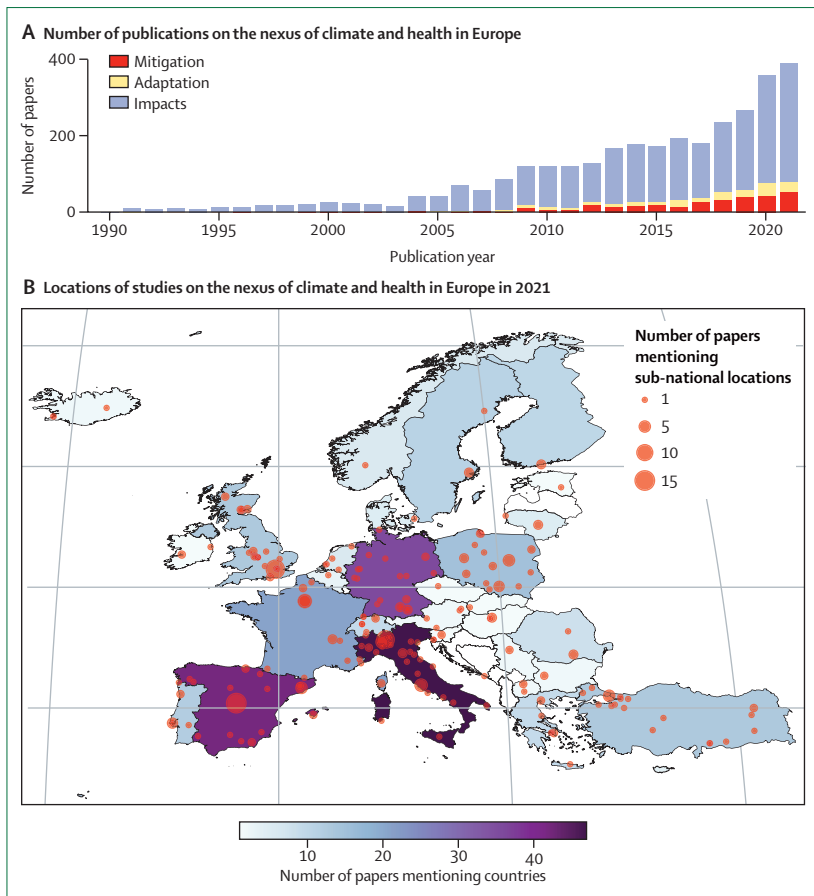 A Number of publications on the nexus of climate and health in Europe
Mitigation
Adaptation
Impacts
Number of papers
400
200
0
1990
1995
2000
2005
2010
2015
2020
Publication year
B Locations of studies on the nexus of climate and health in Europe in 2021
Number of papers
mentioning
sub-national locations
1
5
10
15
10
20
30
40
Number of papers mentioning countries